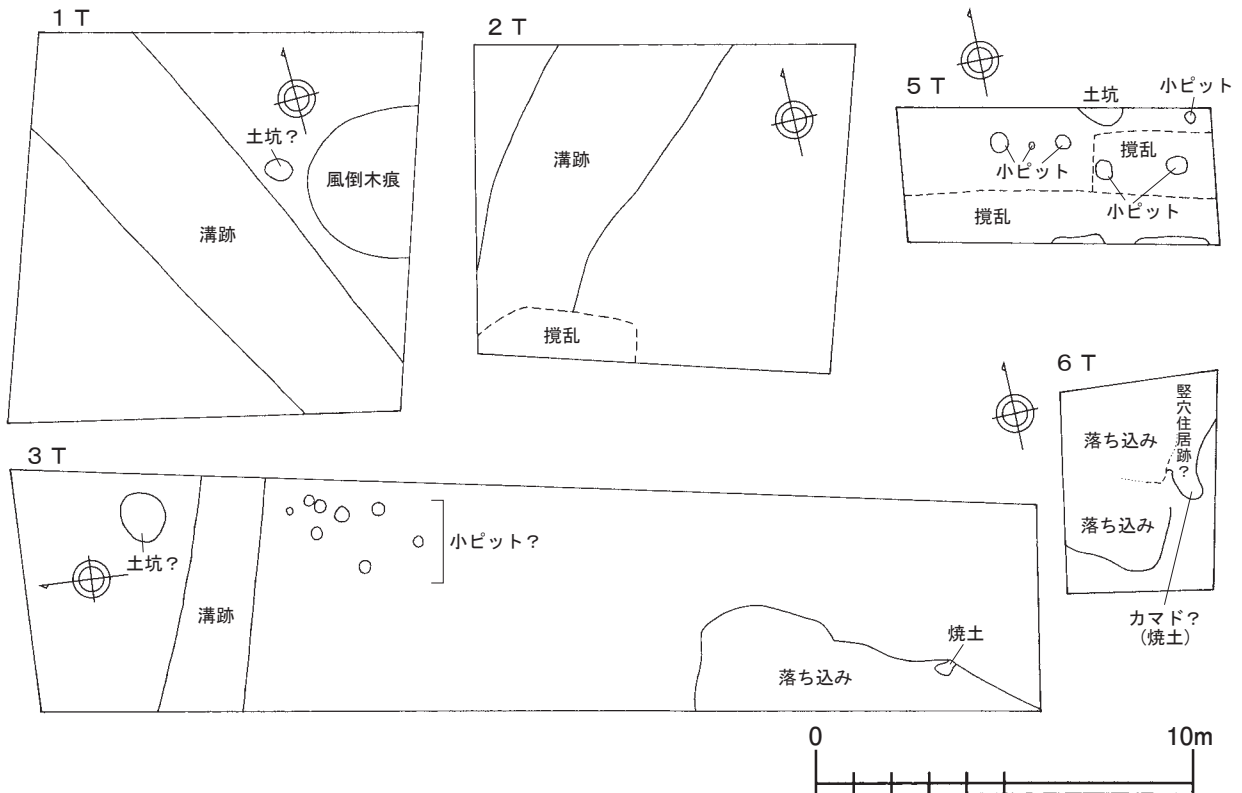 1T
土坑?
風倒木痕
溝跡
2T
溝跡
撹乱
5T
土坑
小ピット
小ピット
撹乱
小ピット
撹乱
3T
土坑?
溝跡
小ピット?
焼土
落ち込み
6T
竪穴住居跡?
落ち込み
落ち込み
カマド?
(焼土)
0
10m